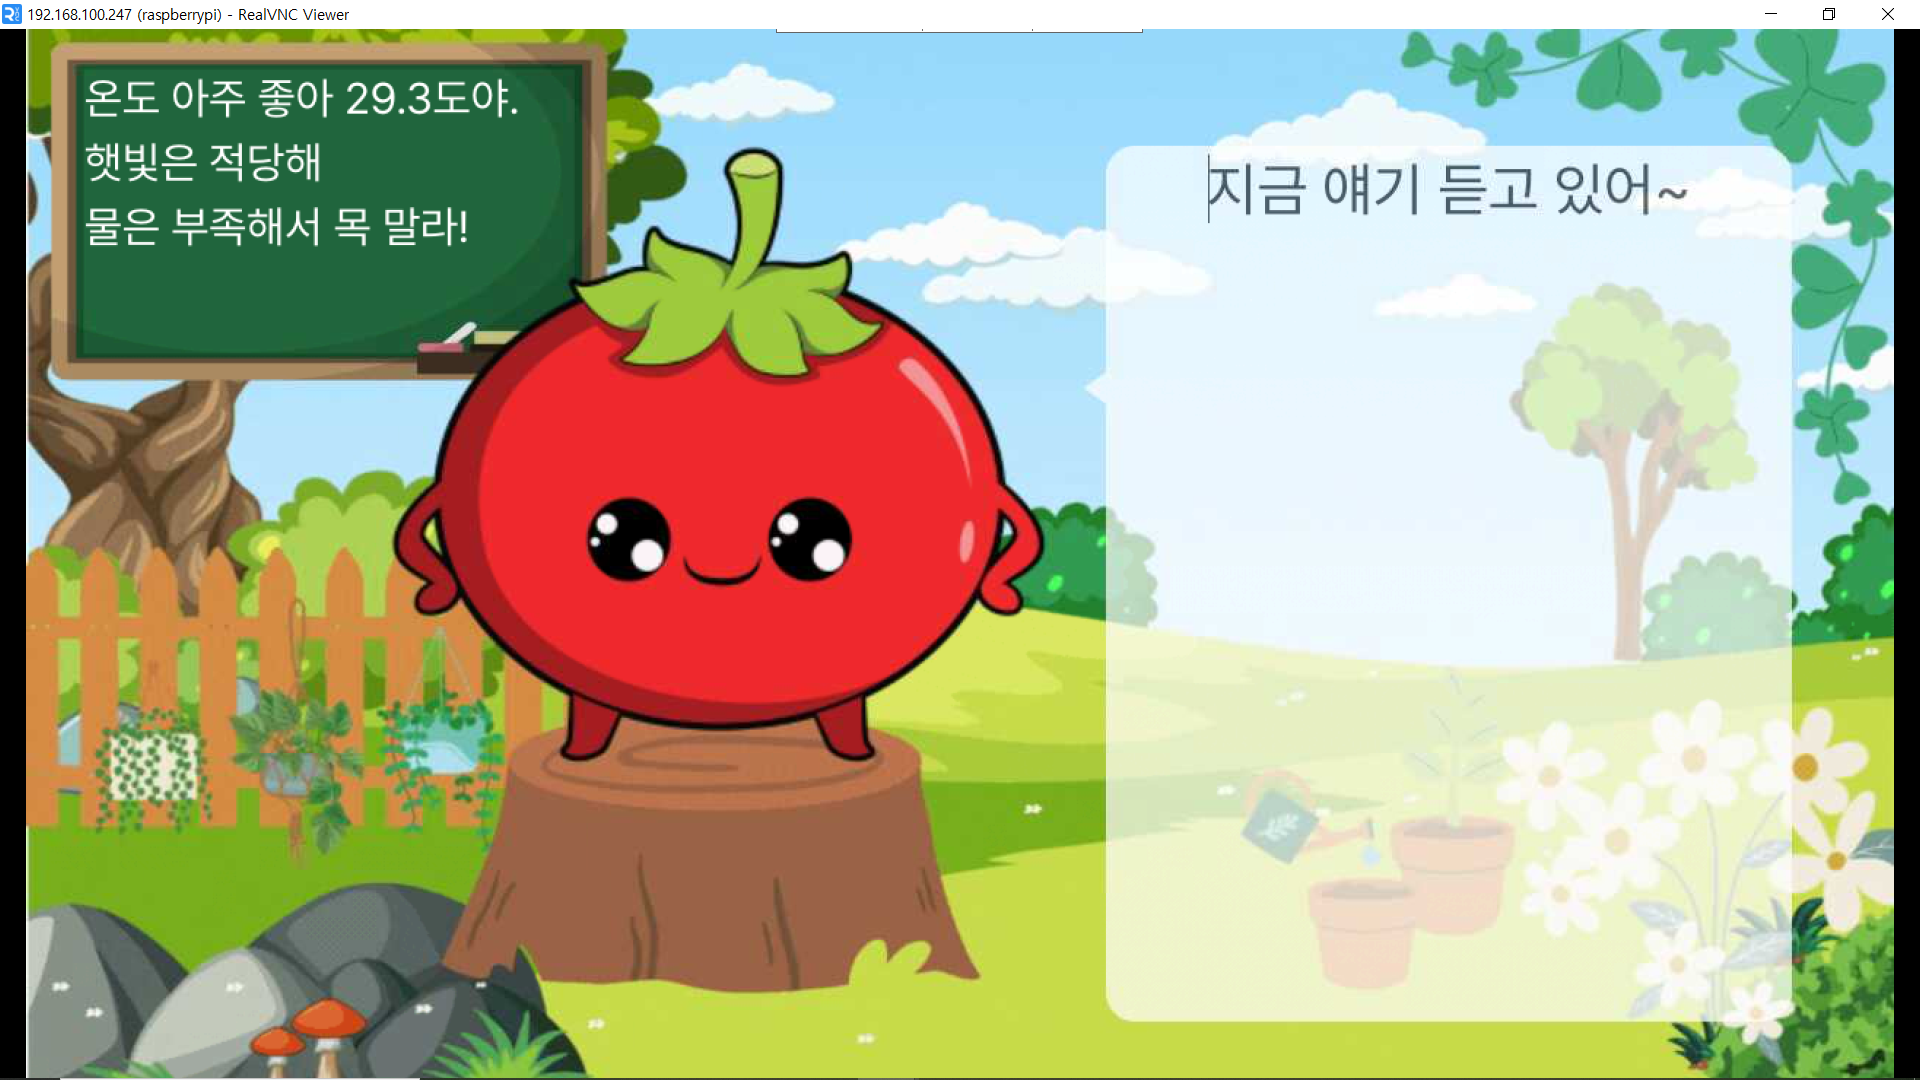 192.168.100.247 (raspberrypi) - RealVNC Viewer
온도 아주 좋아 29.3도야.
햇빛은 적당해
물은 부족해서 목 말라!
지금 얘기 듣고 있어~